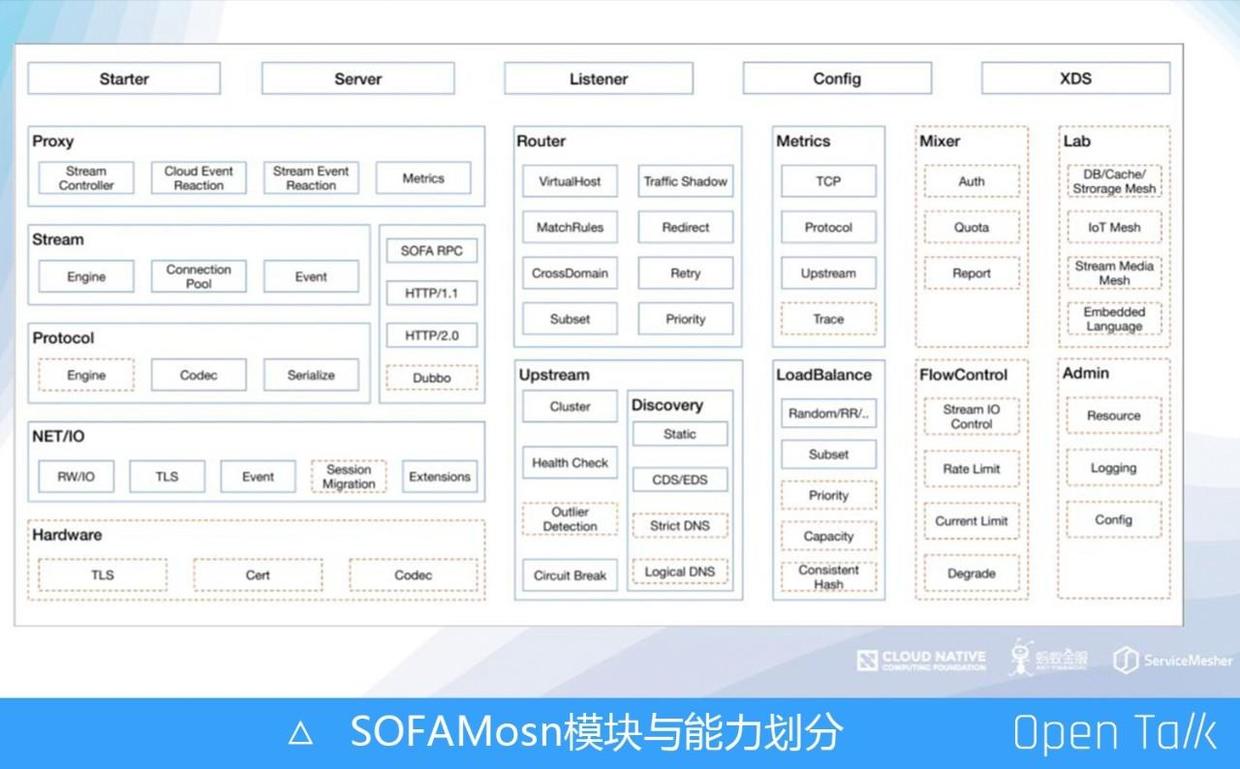 Starter
Server
Listener
Config
XDS
Proxy
Stream
Controller
Cloud Event
Reaction
Stream Event
Reaction
Metrics
Stream
Engine
Connection
Pool
Event
Protocol
Engine
Codec
Serialize
SOFA RPC
HTTP/1.1
HTTP/2.0
Dubbo
NET/IO
RW/IO
TLS
Event
Session
Migration
Extensions
Hardware
TLS
Cert
Codec
Router
VirtualHost
Traffic Shadow
MatchRules
Redirect
CrossDomain
Retry
Subset
Priority
Upstream
Cluster
Health Check
Outlier
Detection
Circuit Break
Discovery
Static
CDS/EDS
Strict DNS
Logical DNS
Metrics
TCP
Protocol
Upstream
Trace
LoadBalance
Random/RR/..
Subset
Priority
Capacity
Consistent
Hash
Mixer
Auth
Quota
Report
FlowControl
Stream IO
Control
Rate Limit
Current Limit
Degrade
Lab
DB/Cache/
Strorage Mesh
IoT Mesh
Stream Media
Mesh
Embedded
Language
Admin
Resource
Logging
Config
CLOUD NATIVE
COMPUTING FOUNDATION
蚂蚁金服
ANT FINANCIAL
ServiceMesher
△ SOFAMosn模块与能力划分
Open Talk